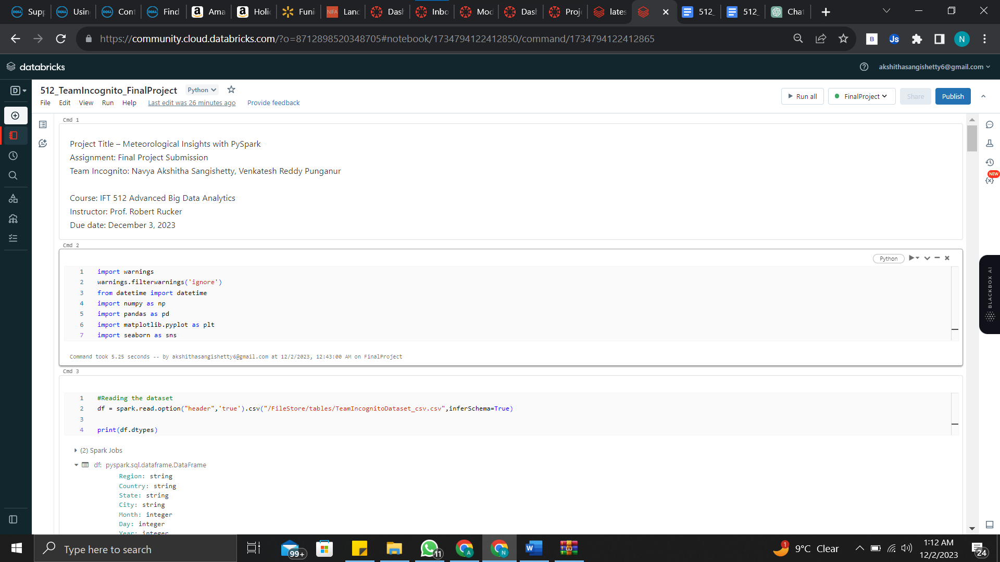 Supp
Usin
Cont
Find
Ama
Holi
Funi
NIFA
Land
Dash
Inbo
Mod
Dash
Proj
lates
512_
512_
Chat
https://community.cloud.databricks.com/?o=8712898520348705#notebook/1734794122412850/command/1734794122412865
B
Js
N
databricks
akshithasangishetty6@gmail.com
D
512_TeamIncognito_FinalProject
Python
File Edit View Run Help Last edit was 26 minutes ago Provide feedback
Run all
FinalProject
Share
Publish
NEW
Cmd 1
Project Title – Meteorological Insights with PySpark
Assignment: Final Project Submission
Team Incognito: Navya Akshitha Sangishetty, Venkatesh Reddy Punganur
Course: IFT 512 Advanced Big Data Analytics
Instructor: Prof. Robert Rucker
Due date: December 3, 2023
Cmd 2
Python
1 import warnings
2 warnings.filterwarnings('ignore')
3 from datetime import datetime
4 import numpy as np
5 import pandas as pd
6 import matplotlib.pyplot as plt
7 import seaborn as sns
Command took 5.25 seconds -- by akshithasangishetty6@gmail.com at 12/2/2023, 12:43:00 AM on FinalProject
BLACKBOX AI
Cmd 3
1 #Reading the dataset
2 df = spark.read.option("header",'true').csv("/FileStore/tables/TeamIncognitoDataset_csv.csv",inferSchema=True)
3
4 print(df.dtypes)
(2) Spark Jobs
df: pyspark.sql.dataframe.DataFrame
Region: string
Country: string
State: string
City: string
Month: integer
Day: integer
Year: integer
Type here to search
99+
11
A
N
W
1
9°C Clear
1:12 AM
12/2/2023
24